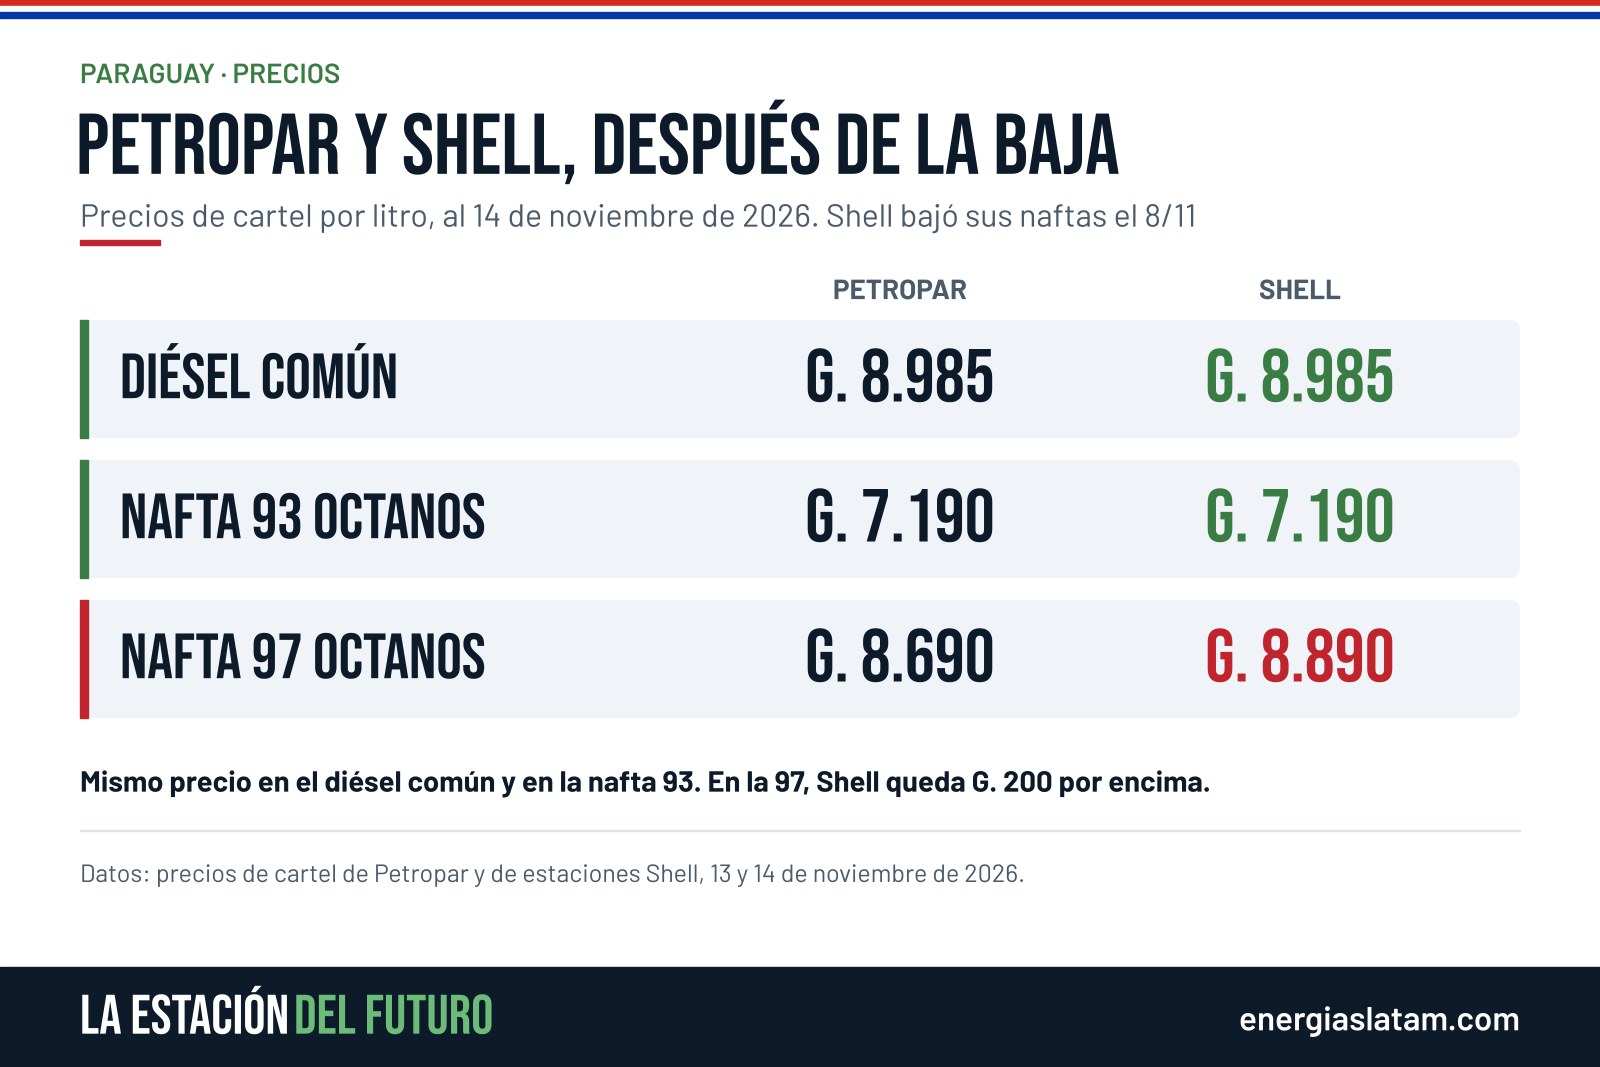 PARAGUAY · PRECIOS
PETROPAR Y SHELL, DESPUÉS DE LA BAJA
Precios de cartel por litro, al 14 de noviembre de 2026. Shell bajó sus naftas el 8/11
PETROPAR SHELL
DIÉSEL COMÚN G. 8.985 G. 8.985
NAFTA 93 OCTANOS G. 7.190 G. 7.190
NAFTA 97 OCTANOS G. 8.690 G. 8.890
Mismo precio en el diésel común y en la nafta 93. En la 97, Shell queda G. 200 por encima.
Datos: precios de cartel de Petropar y de estaciones Shell, 13 y 14 de noviembre de 2026.
LA ESTACIÓN DEL FUTURO energiaslatam.com